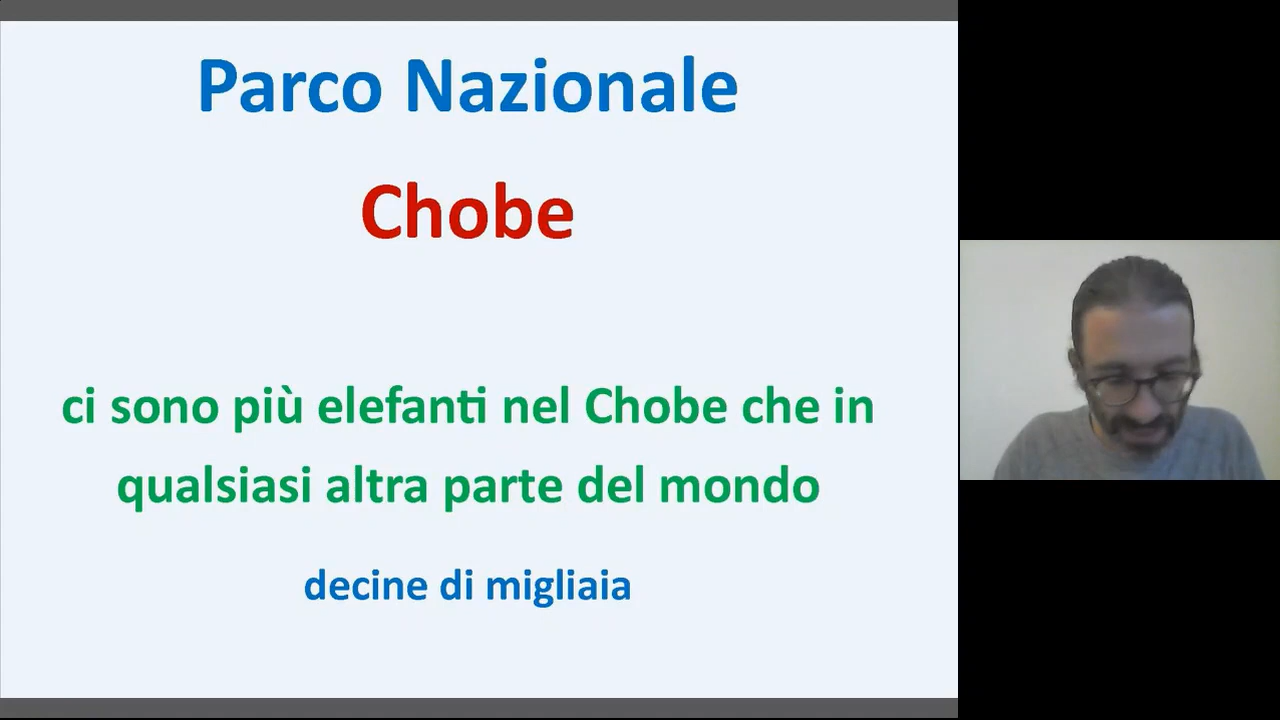 Parco Nazionale
Chobe
ci sono più elefanti nel Chobe che in
qualsiasi altra parte del mondo
decine di migliaia